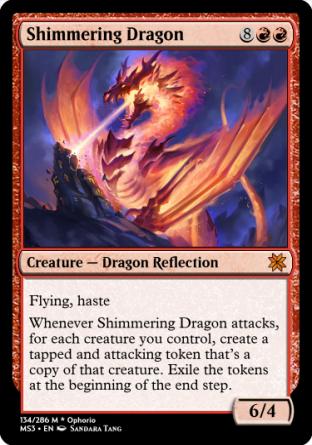 Shimmering Dragon 8
Creature — Dragon Reflection
Flying, haste
Whenever Shimmering Dragon attacks,
for each creature you control, create a
tapped and attacking token that's a
copy of that creature. Exile the tokens
at the beginning of the end step.
6/4
134/286 M * Ophorio
MS3 • EN SANDARA TANG